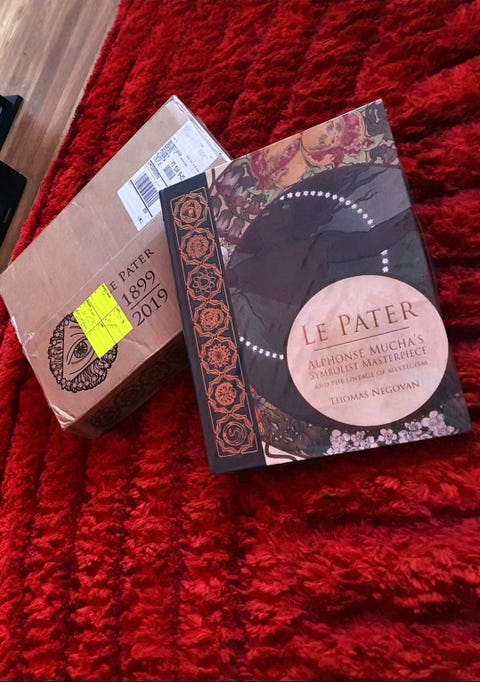 LE PATER
1899
2019
LE PATER
ALPHONSE MUCHA'S
SYMBOLIST MASTERPIECE
AND THE LINEAGE OF MYSTICISM
THOMAS NEGOVAN